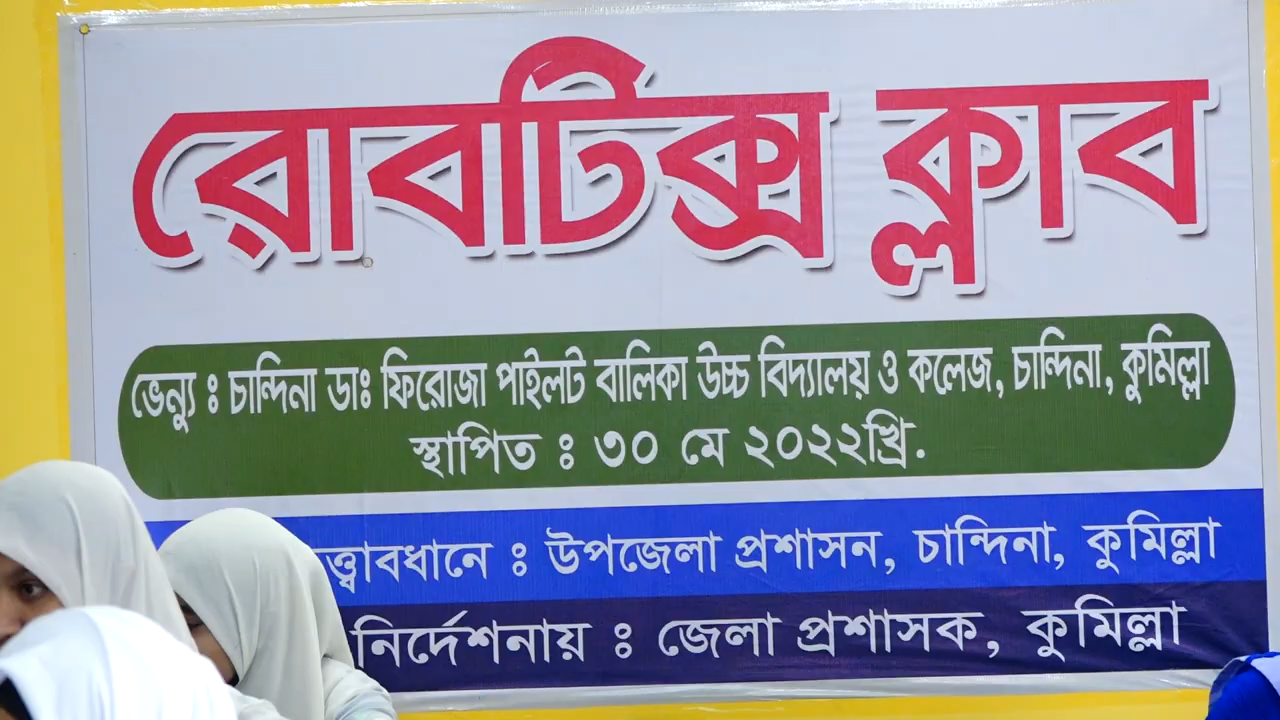 রোবটিক্স ক্লাব
ভেন্যু ঃ চান্দিনা ডাঃ ফিরোজা পাইলট বালিকা উচ্চ বিদ্যালয় ও কলেজ, চান্দিনা, কুমিল্লা
স্থাপিত ঃ ৩০ মে ২০২২খ্রি.
ত্ত্বাবধানে ঃ উপজেলা প্রশাসন, চান্দিনা, কুমিল্লা
নির্দেশনায় ঃ জেলা প্রশাসক, কুমিল্লা